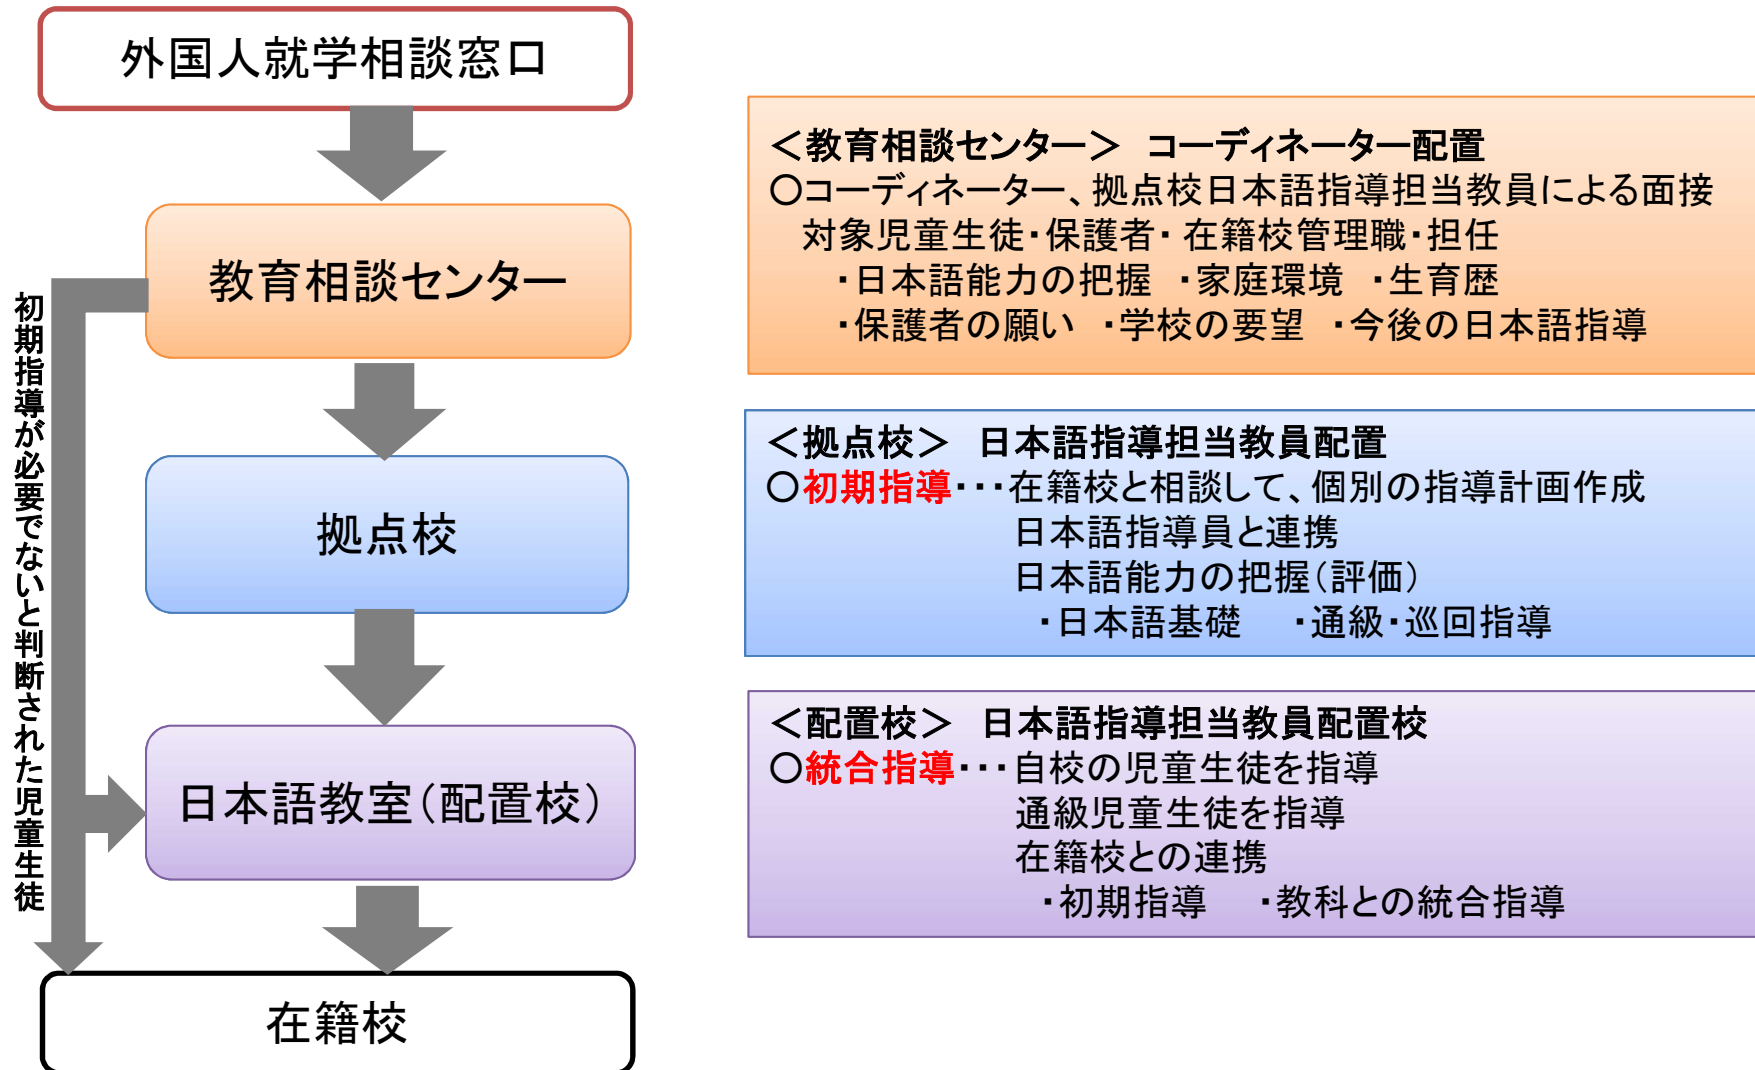 外国人就学相談窓口
教育相談センター
拠点校
日本語教室(配置校)
在籍校
初期指導が必要でないと判断された児童生徒
＜教育相談センター＞　コーディネーター配置
○コーディネーター、拠点校日本語指導担当教員による面接
対象児童生徒・保護者・在籍校管理職・担任
・日本語能力の把握　・家庭環境　・生育歴
・保護者の願い　・学校の要望　・今後の日本語指導
＜拠点校＞　日本語指導担当教員配置
○初期指導・・・在籍校と相談して、個別の指導計画作成
日本語指導員と連携
日本語能力の把握(評価)
・日本語基礎　・通級・巡回指導
＜配置校＞　日本語指導担当教員配置校
○統合指導・・・自校の児童生徒を指導
通級児童生徒を指導
在籍校との連携
・初期指導　・教科との統合指導